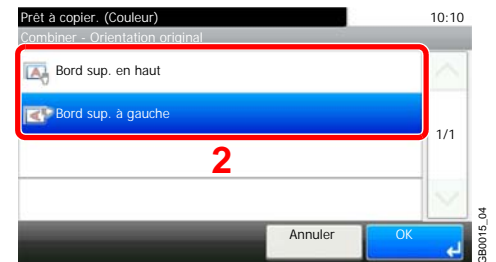 Prêt à copier. (Couleur) 10:10
Combiner - Orientation original
Bord sup. en haut
Bord sup. à gauche
1/1
2
Annuler OK
GB0015_04